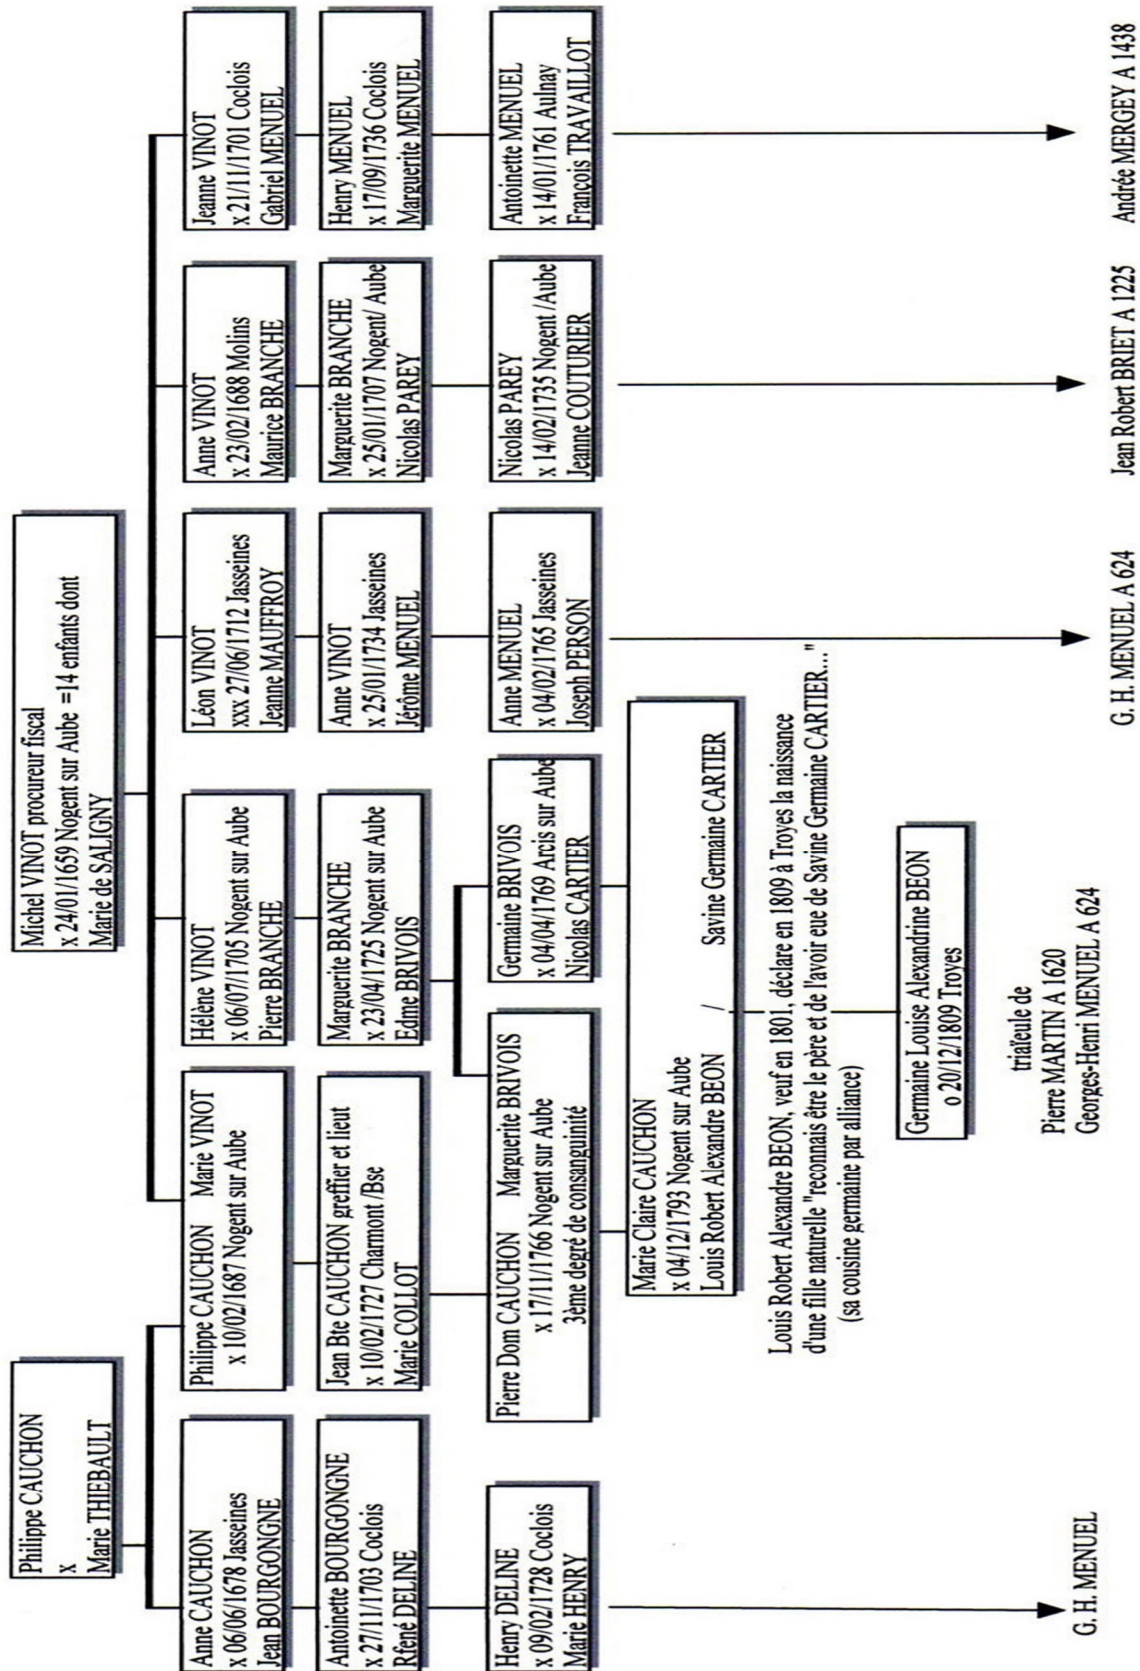 Philippe CAUCHON
x
Marie THIEBAULT
Michel VINOT procureur fiscal
x 24/01/1659 Nogent sur Aube =14 enfants dont
Marie de SALIGNY
Anne CAUCHON
x 06/06/1678 Jasseines
Jean BOURGONGNE
Philippe CAUCHON Marie VINOT
x 10/02/1687 Nogent sur Aube
Hélène VINOT
x 06/07/1705 Nogent sur Aube
Pierre BRANCHE
Léon VINOT
xxx 27/06/1712 Jasseines
Jeanne MAUFFROY
Anne VINOT
x 23/02/1688 Molins
Maurice BRANCHE
Jeanne VINOT
x 21/11/1701 Coclois
Gabriel MENUEL
Antoinette BOURGONGNE
x 27/11/1703 Coclois
Rfené DELINE
Jean Bte CAUCHON greffier et lieut
x 10/02/1727 Charmont /Bse
Marie COLLOT
Marguerite BRANCHE
x 23/04/1725 Nogent sur Aube
Edme BRIVOIS
Anne VINOT
x 25/01/1734 Jasseines
Jérôme MENUEL
Marguerite BRANCHE
x 25/01/1707 Nogent/ Aube
Nicolas PAREY
Henry MENUEL
x 17/09/1736 Coclois
Marguerite MENUEL
Henry DELINE
x 09/02/1728 Coclois
Marie HENRY
Pierre Dom CAUCHON Marguerite BRIVOIS
x 17/11/1766 Nogent sur Aube
3ème degré de consanguinité
Germaine BRIVOIS
x 04/04/1769 Arcis sur Aube
Nicolas CARTIER
Anne MENUEL
x 04/02/1765 Jasseines
Joseph PERSON
Nicolas PAREY
x 14/02/1735 Nogent /Aube
Jeanne COUTURIER
Antoinette MENUEL
x 14/01/1761 Aulnay
François TRAVAILLOT
Marie Claire CAUCHON
x 04/12/1793 Nogent sur Aube
Louis Robert Alexandre BEON / Savine Germaine CARTIER
Louis Robert Alexandre BEON, veuf en 1801, déclare en 1809 à Troyes la naissance
d'une fille naturelle "reconnais être le père et de l'avoir eue de Savine Germaine CARTIER..."
(sa cousine germaine par alliance)
Germaine Louise Alexandrine BEON
o 20/12/1809 Troyes
triaïeule de
Pierre MARTIN A 1620
Georges-Henri MENUEL A 624
G. H. MENUEL
G. H. MENUEL A 624
Jean Robert BRIET A 1225
Andrée MERGEY A 1438